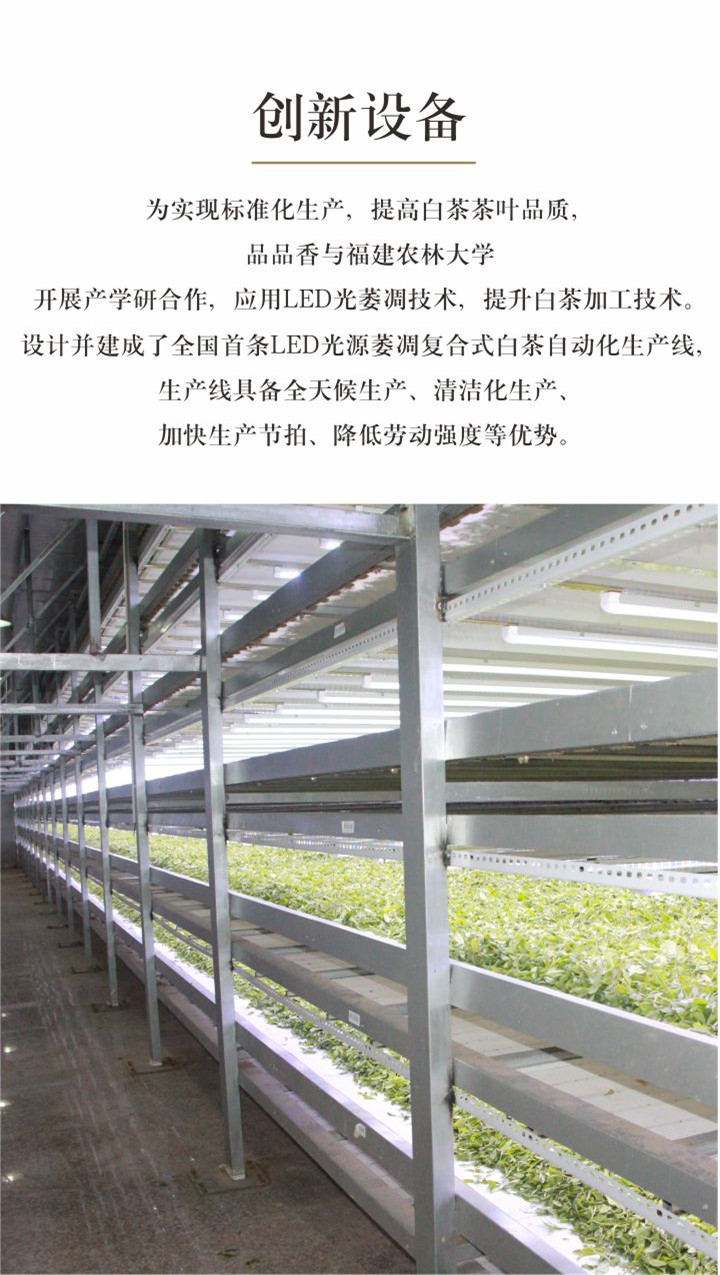 创新设备
为实现标准化生产，提高白茶茶叶品质，
品品香与福建农林大学
开展产学研合作，应用LED光萎凋技术，提升白茶加工技术。
设计并建成了全国首条LED光源萎凋复合式白茶自动化生产线，
生产线具备全天候生产、清洁化生产、
加快生产节拍、降低劳动强度等优势。